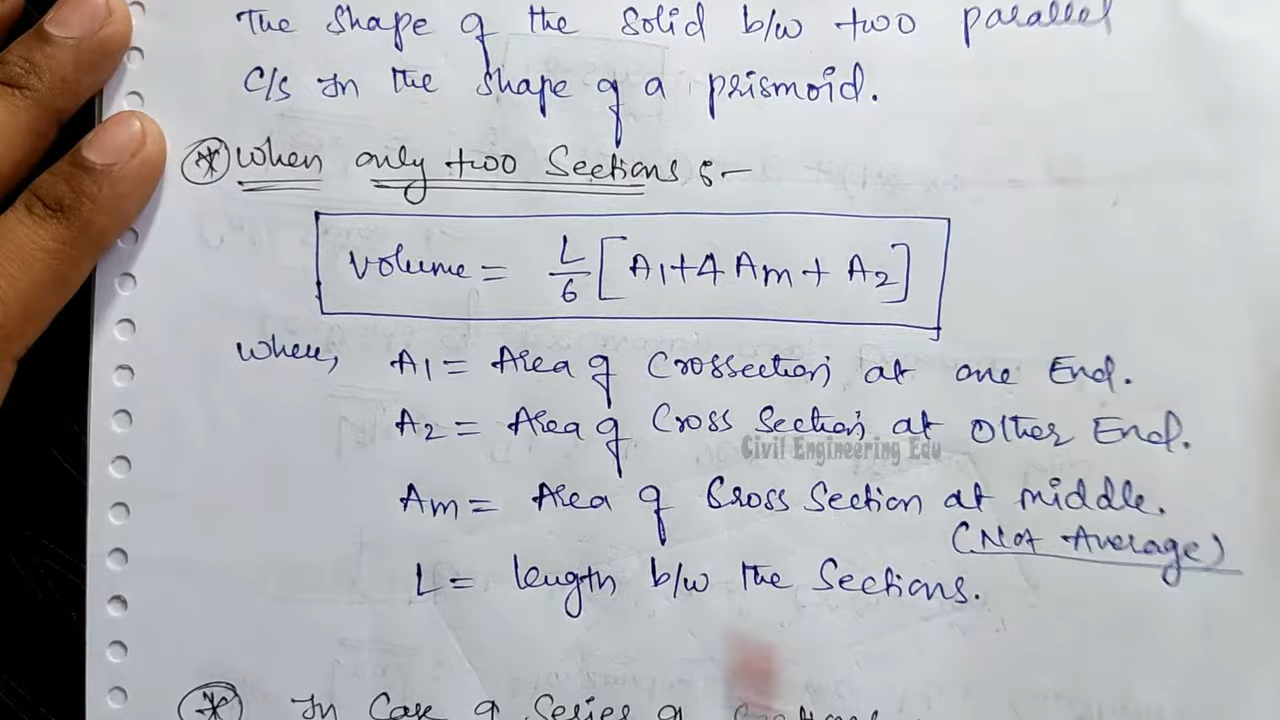 The Shape of the Solid b/w two parallel
C/S In the shape of a prismoid.
* When only two Sections :-
Volume = L/6 [A1+4 Am + A2]
where, A1 = Area of Crossection at one End.
A2 = Area of Cross Section at Other End.
Civil Engineering Edu
Am = Area of Cross Section at middle.
(Not Average)
L = length b/w the Sections.
* In Case of Series of